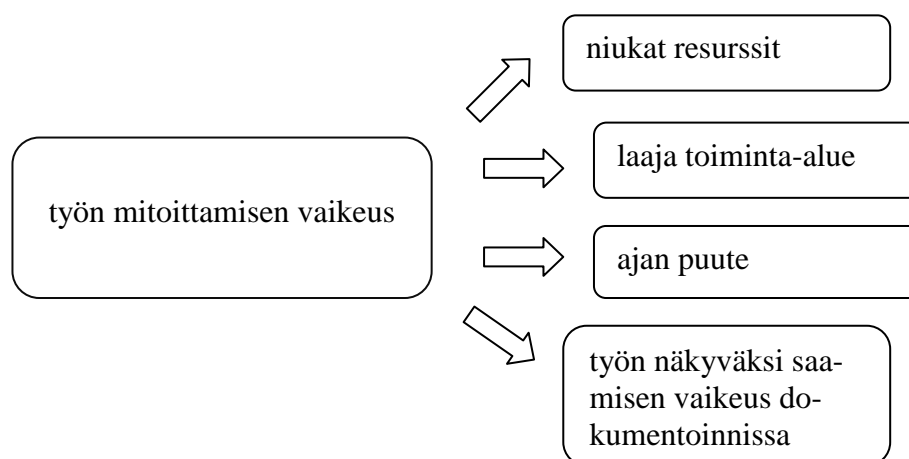 niukat resurssit
laaja toiminta-alue
työn mitoittamisen vaikeus
ajan puute
työn näkyväksi saa-
misen vaikeus do-
kumentoinnissa